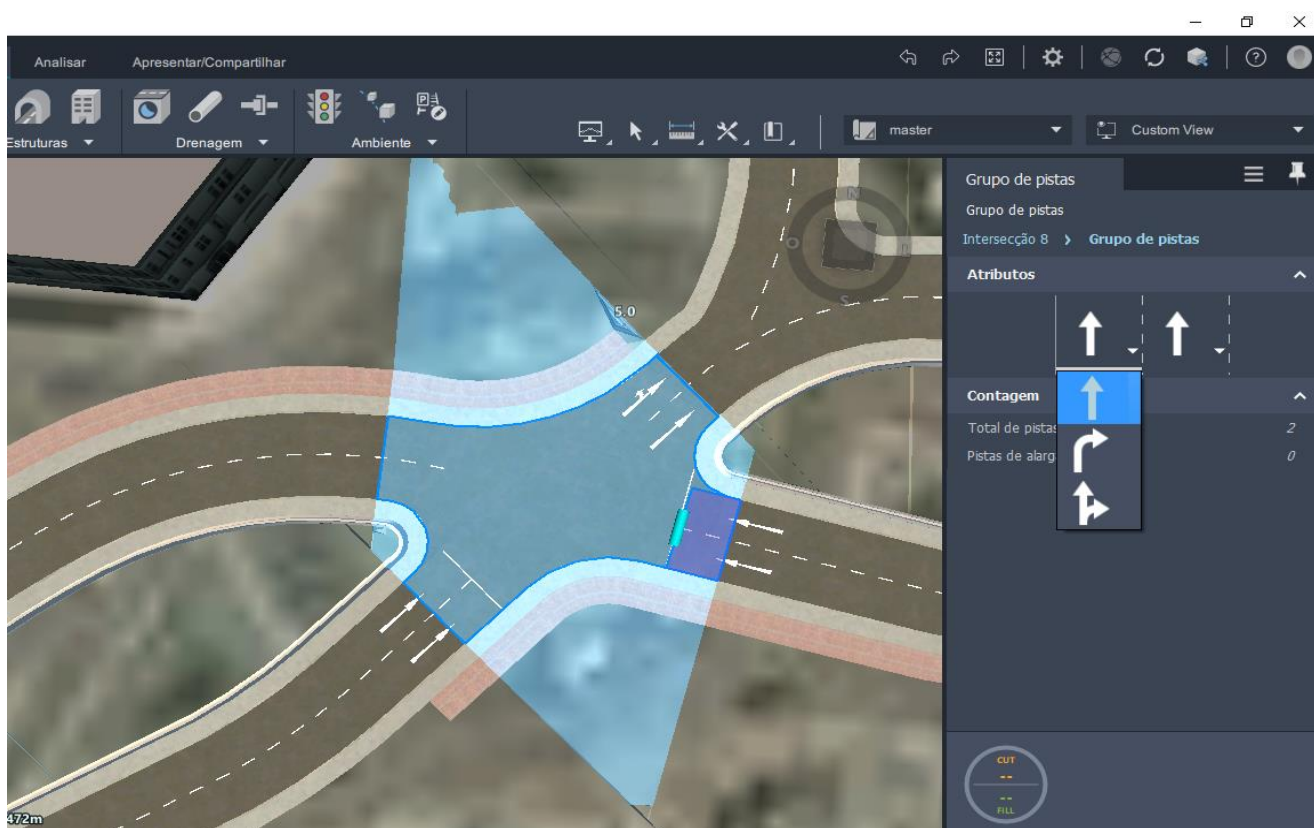 Analisar
Apresentar/Compartilhar
Estruturas
Drenagem
Ambiente
master
Custom View
Grupo de pistas
Grupo de pistas
Intersecção 8 > Grupo de pistas
Atributos
Contagem
Total de pistas 2
Pistas de alarga 0
5.0
N
O
S
CUT
--
--
FILL
472m